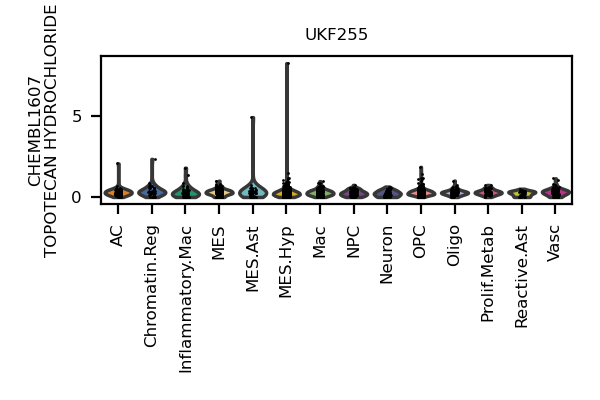 UKF255
CHEMBL1607
TOPOTECAN HYDROCHLORIDE
5
0
AC
Chromatin.Reg
Inflammatory.Mac
MES
MES.Ast
MES.Hyp
Mac
NPC
Neuron
OPC
Oligo
Prolif.Metab
Reactive.Ast
Vasc